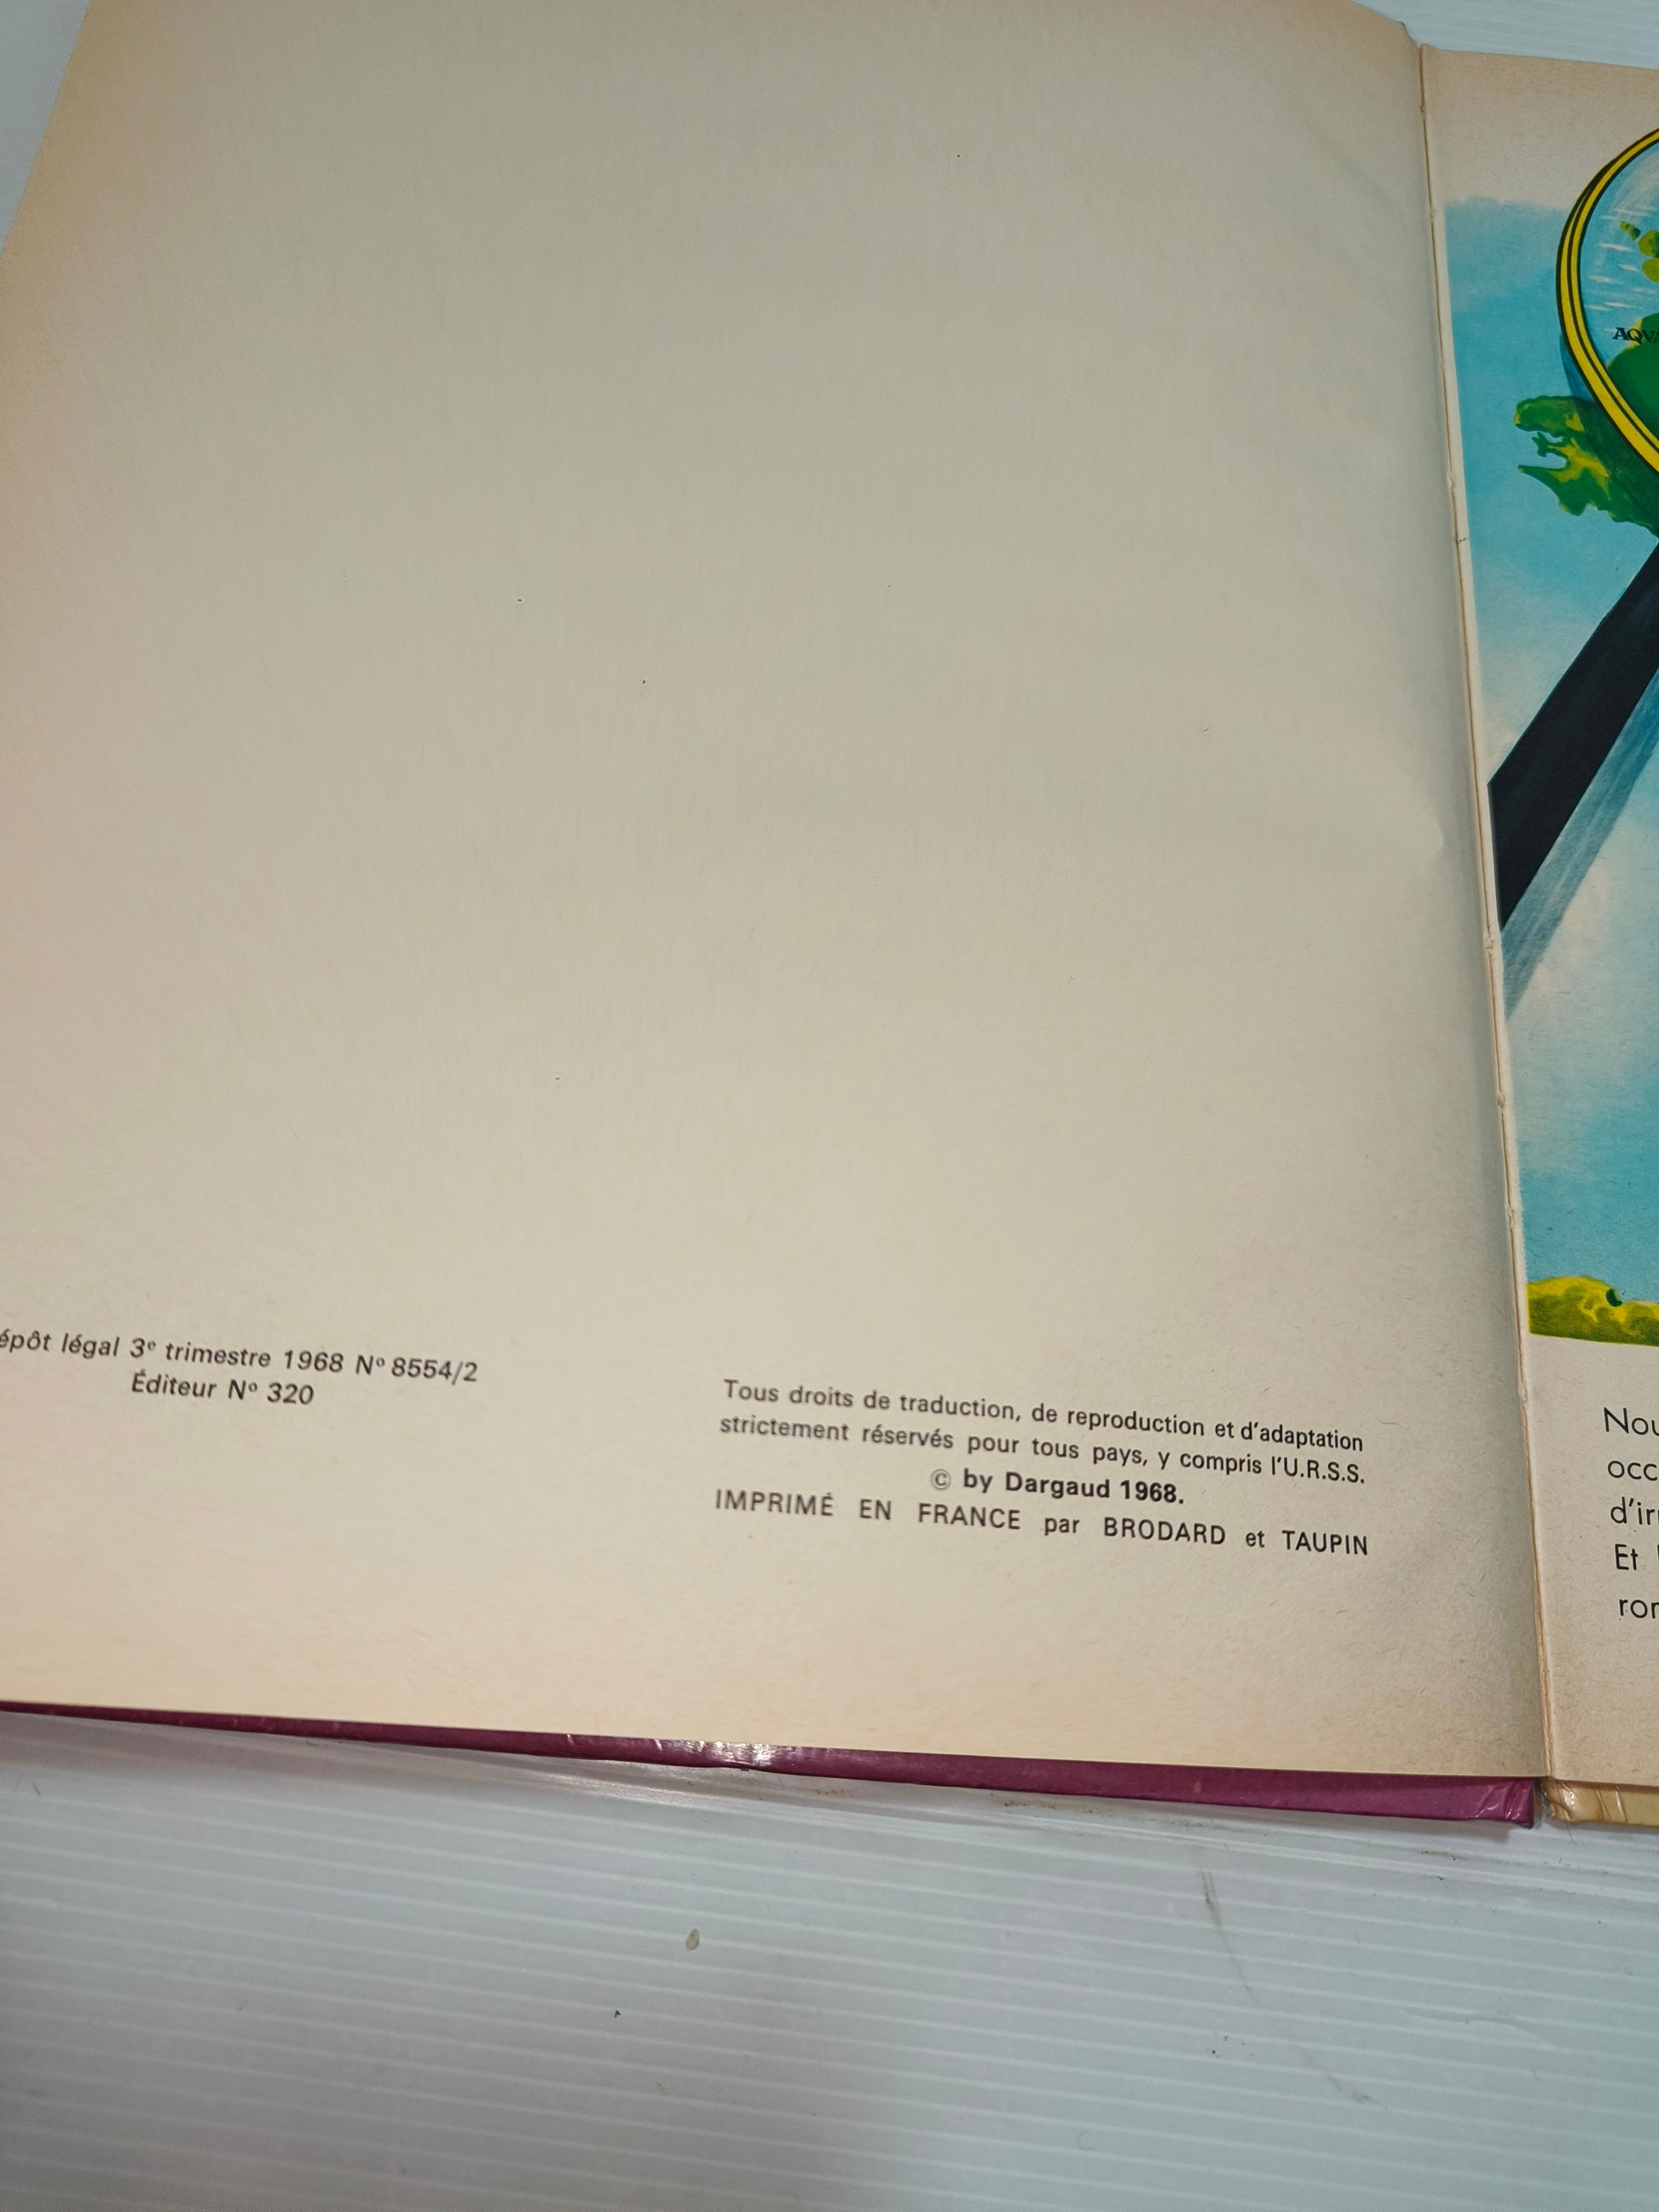 épôt légal 3e trimestre 1968 No 8554/2
Éditeur No 320
Tous droits de traduction, de reproduction et d'adaptation
strictement réservés pour tous pays, y compris l'U.R.S.S.
© by Dargaud 1968.
IMPRIMÉ EN FRANCE par BRODARD et TAUPIN
AQV
Nou
occ
d'ir
Et
ror